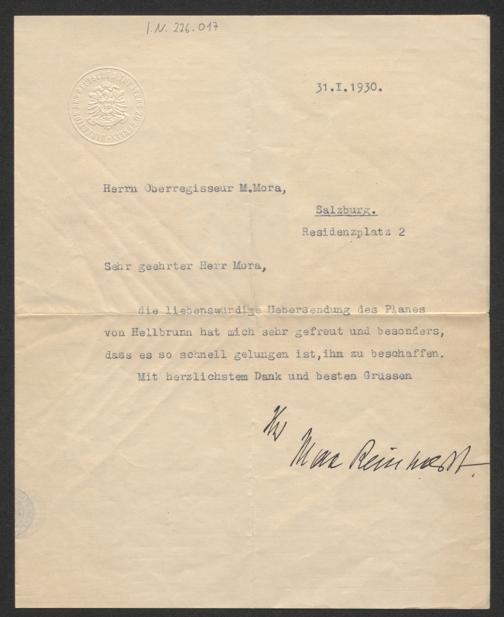 I.N. 226.017
31.I.1930.
Herrn Oberregisseur M.Mora,
Salzburg.
Residenzplatz 2
Sehr geehrter Herr Mora,
die liebenswürdige Uebersendung des Planes
von Hellbrunn hat mich sehr gefreut und besonders,
dass es so schnell gelungen ist,ihn zu beschaffen.
Mit herzlichstem Dank und besten Grüssen
Ihr
Max Reinhardt.